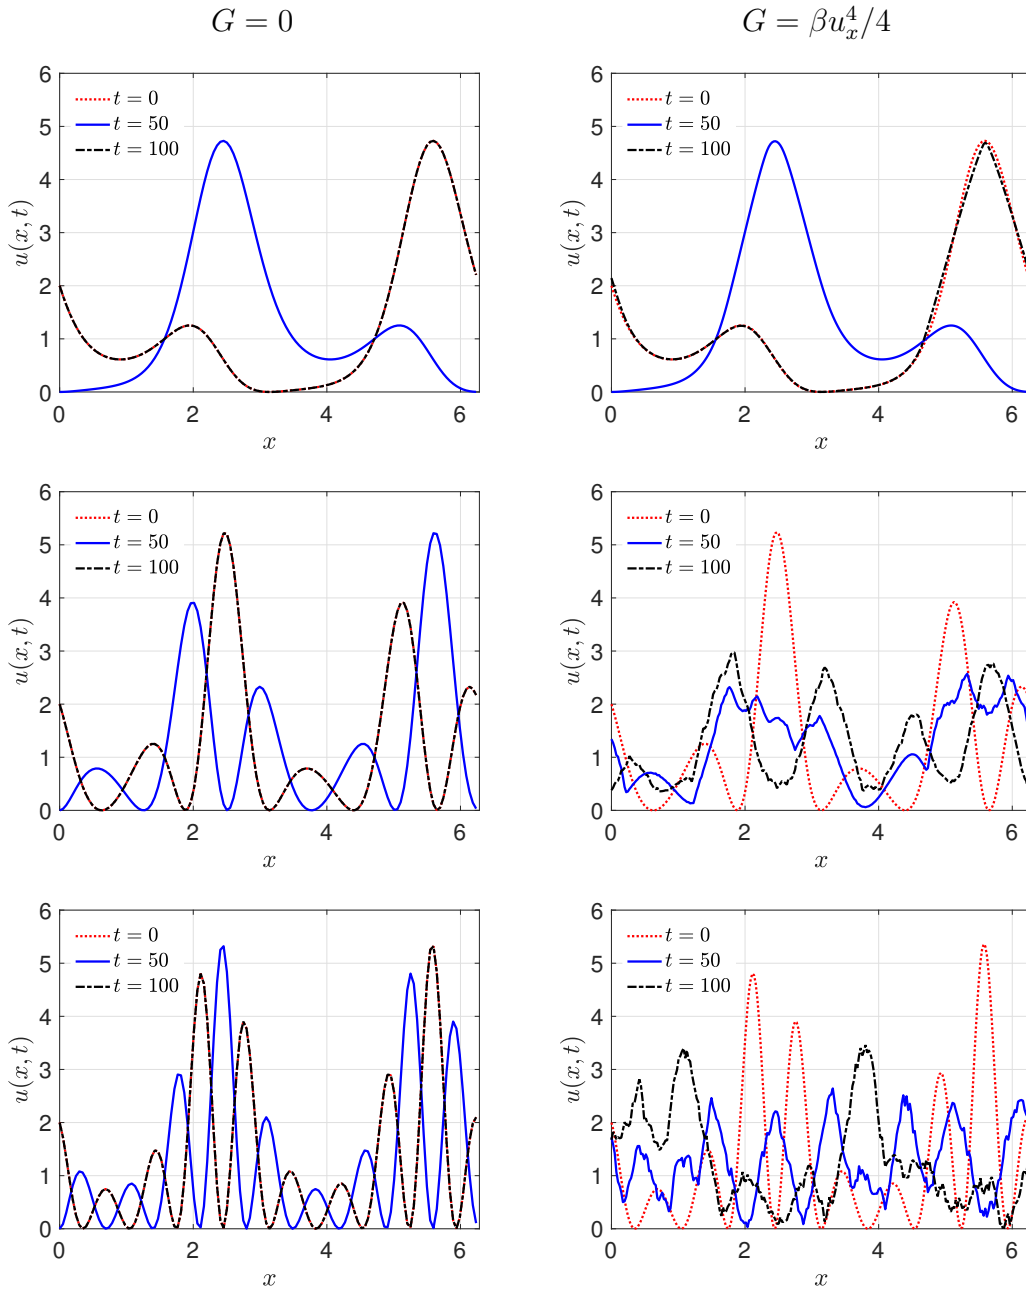 G = 0
G = βu_x^4/4
6
5
4
3
2
1
0
u(x, t)
t = 0
t = 50
t = 100
0 2 4 6
x
6
5
4
3
2
1
0
u(x, t)
t = 0
t = 50
t = 100
0 2 4 6
x
6
5
4
3
2
1
0
u(x, t)
t = 0
t = 50
t = 100
0 2 4 6
x
6
5
4
3
2
1
0
u(x, t)
t = 0
t = 50
t = 100
0 2 4 6
x
6
5
4
3
2
1
0
u(x, t)
t = 0
t = 50
t = 100
0 2 4 6
x
6
5
4
3
2
1
0
u(x, t)
t = 0
t = 50
t = 100
0 2 4 6
x